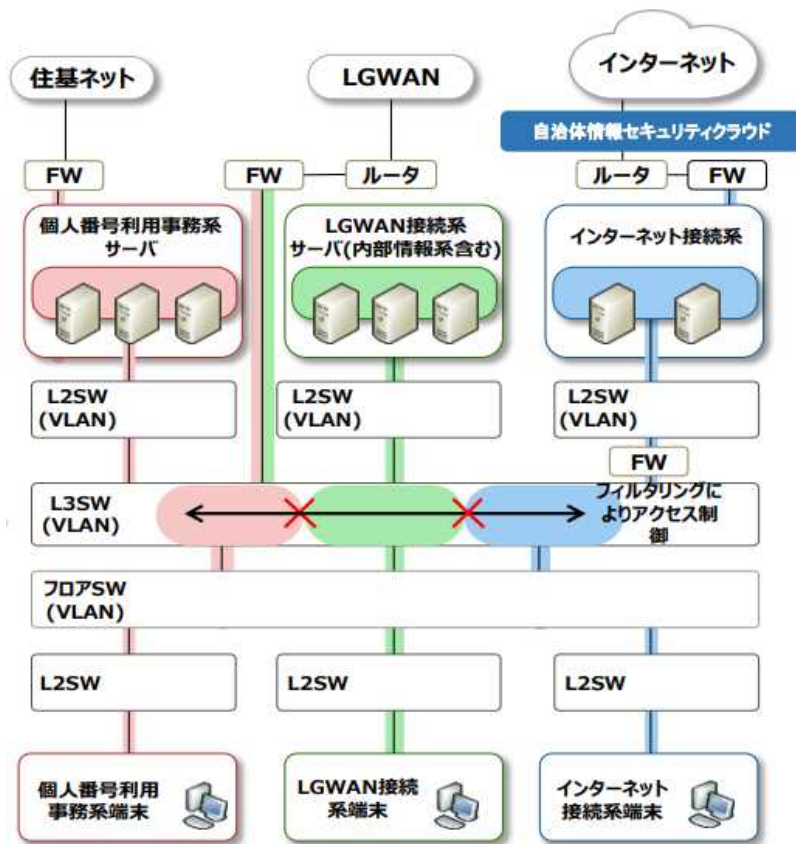 住基ネット
LGWAN
インターネット
自治体情報セキュリティクラウド
FW
FW
ルータ
ルータ
FW
個人番号利用事務系
サーバ
LGWAN接続系
サーバ(内部情報系含む)
インターネット接続系
L2SW
(VLAN)
L2SW
(VLAN)
L2SW
(VLAN)
FW
L3SW
(VLAN)
フィルタリングに
よりアクセス制
御
フロアSW
(VLAN)
L2SW
L2SW
L2SW
個人番号利用
事務系端末
LGWAN接続
系端末
インターネット
接続系端末